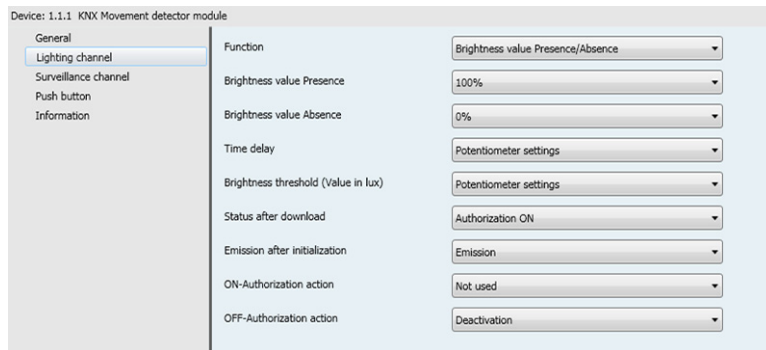 Device: 1.1.1 KNX Movement detector module
General
Lighting channel
Surveillance channel
Push button
Information
Function Brightness value Presence/Absence
Brightness value Presence 100%
Brightness value Absence 0%
Time delay Potentiometer settings
Brightness threshold (Value in lux) Potentiometer settings
Status after download Authorization ON
Emission after initialization Emission
ON-Authorization action Not used
OFF-Authorization action Deactivation